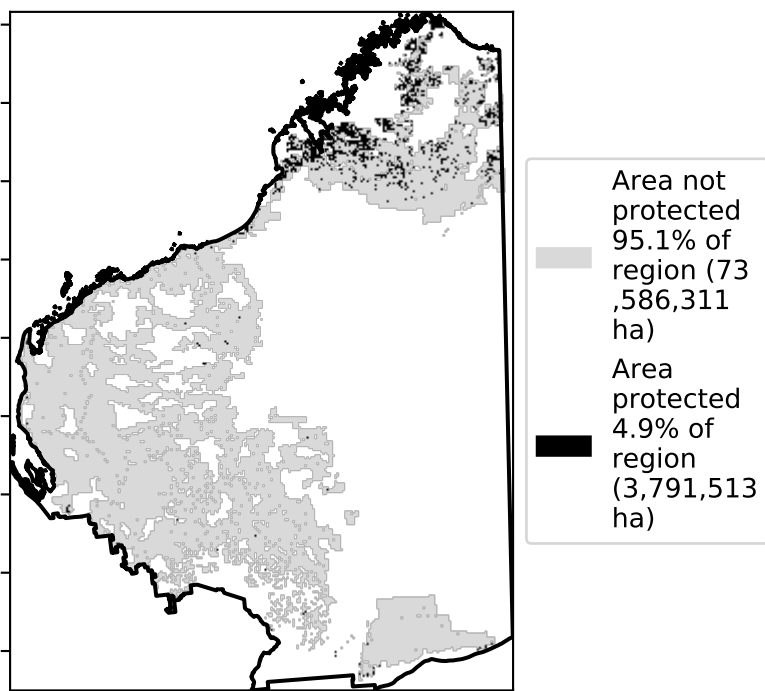 Area not
protected
95.1% of
region (73
,586,311
ha)
Area
protected
4.9% of
region
(3,791,513
ha)